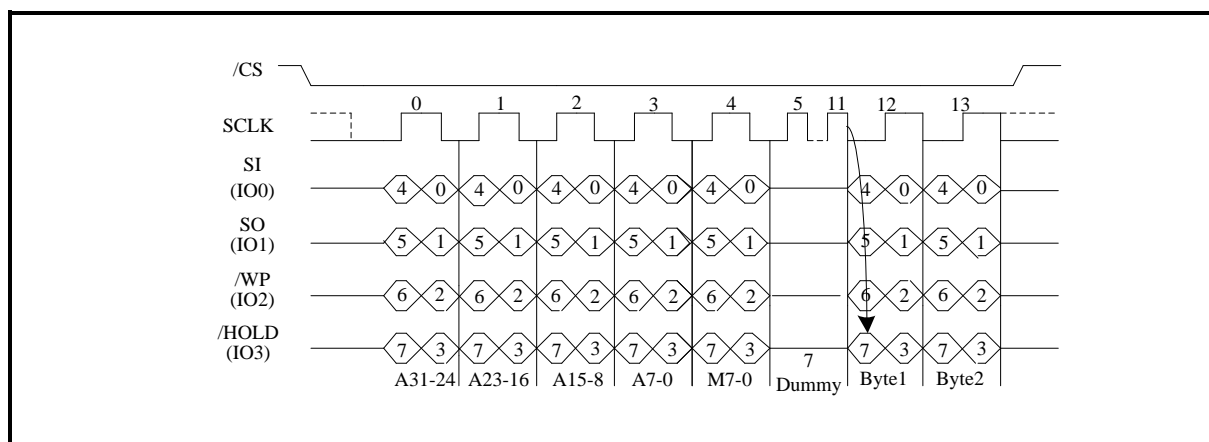 /CS
0 1 2 3 4 5 11 12 13
SCLK
SI
(IO0) 4 0 4 0 4 0 4 0 4 0 4 0 4 0
SO
(IO1) 5 1 5 1 5 1 5 1 5 1 5 1 5 1
/WP
(IO2) 6 2 6 2 6 2 6 2 6 2 6 2 6 2
/HOLD
(IO3) 7 3 7 3 7 3 7 3 7 3 7 7 3 7 3
A31-24 A23-16 A15-8 A7-0 M7-0 Dummy Byte1 Byte2